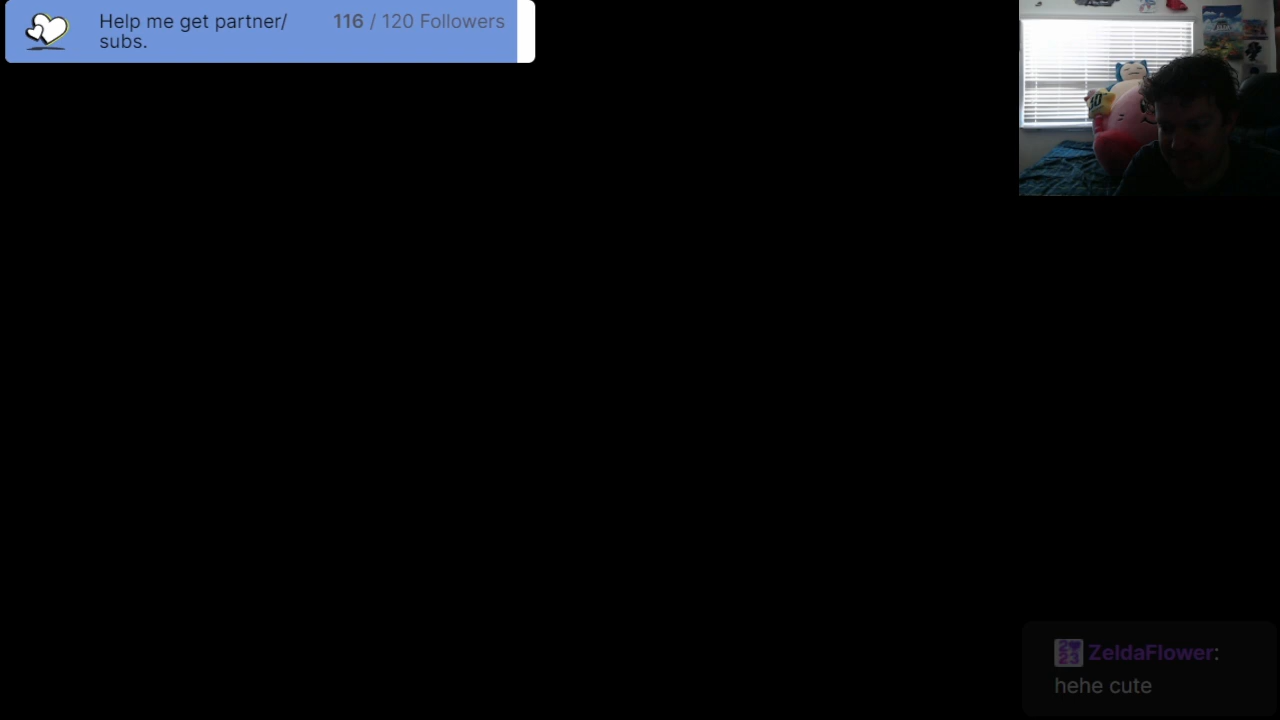 Help me get partner/
subs.
116 / 120 Followers
ZeldaFlower:
hehe cute